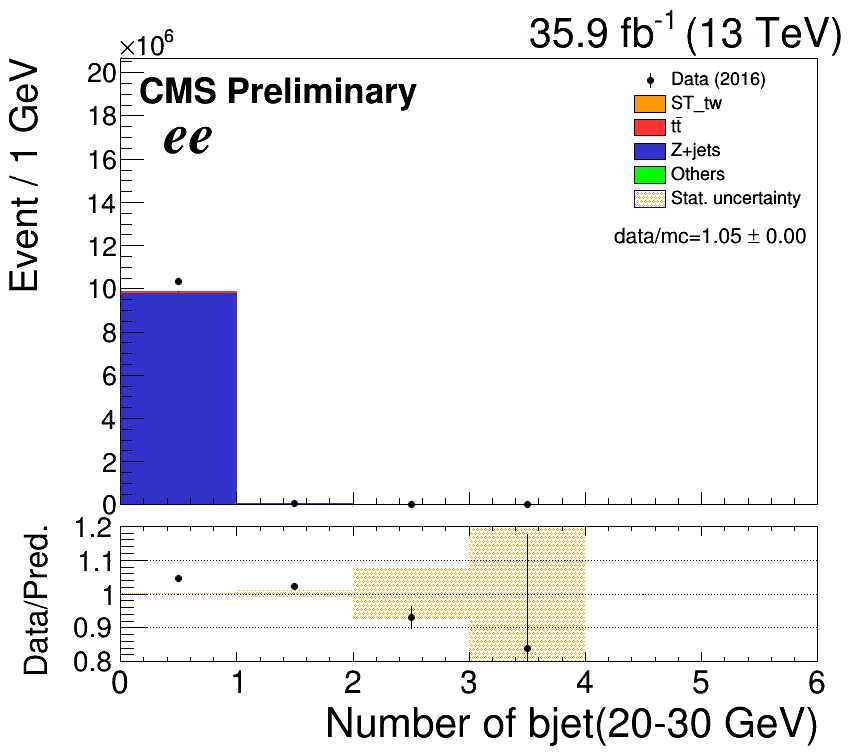 35.9 fb⁻¹ (13 TeV)
×10⁶
Event / 1 GeV
20
18
16
14
12
10
8
6
4
2
0
CMS Preliminary
ee
Data (2016)
ST_tw
tt̄
Z+jets
Others
Stat. uncertainty
data/mc=1.05 ± 0.00
Data/Pred.
1.2
1.1
1
0.9
0.8
0 1 2 3 4 5 6
Number of bjet(20-30 GeV)